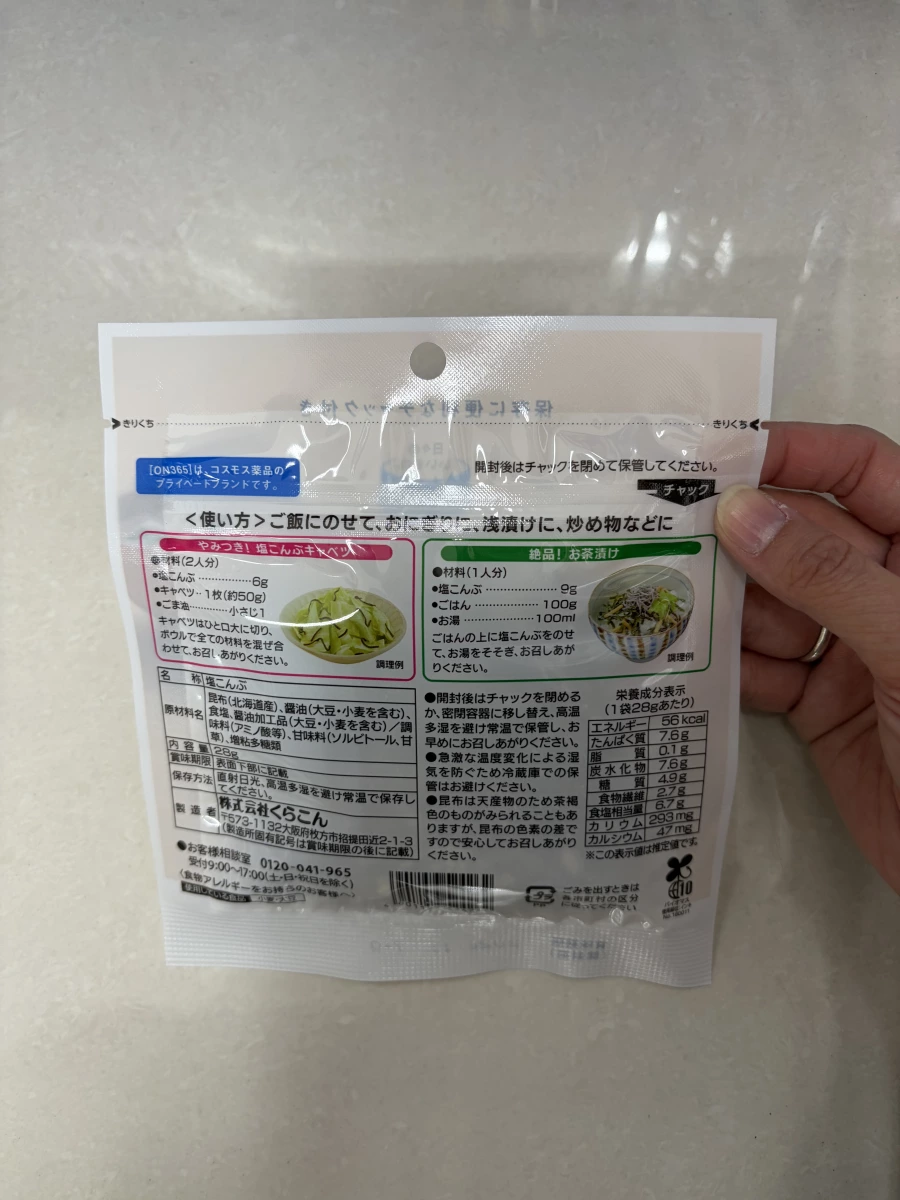 保存に便利なチャック付き
きりくち
きりくち
[ON365]は、コスモス薬品の
プライベートブランドです。
開封後はチャックを閉めて保管してください。
チャック
<使い方>ご飯にのせて、おにぎりに、浅漬けに、炒め物などに
やみつき!塩こんぶキャベツ
●材料(2人分)
●塩こんぶ………………6g
●キャベツ…1枚(約50g)
●ごま油…………小さじ1
キャベツはひと口大に切り、
ボウルで全ての材料を混ぜ合
わせて、お召しあがりください。
調理例
絶品!お茶漬け
●材料(1人分)
●塩こんぶ………………9g
●ごはん………………100g
●お湯………………100ml
ごはんの上に塩こんぶをのせ
て、お湯をそそぎ、お召しあが
りください。
調理例
名称 塩こんぶ
原材料名 昆布(北海道産)、醤油(大豆・小麦を含む)、
食塩、醤油加工品(大豆・小麦を含む)/調
味料(アミノ酸等)、甘味料(ソルビトール、甘
草)、増粘多糖類
内容量 28g
賞味期限 表面下部に記載
保存方法 直射日光、高温多湿を避け常温で保存し
てください。
製造者 株式会社くらこん
〒573-1132大阪府枚方市招提田近2-1-3
(製造所固有記号は賞味期限の後に記載)
●お客様相談室 0120-041-965
受付9:00〜17:00(土・日・祝日を除く)
〈食物アレルギーをお持ちのお客様へ〉
●開封後はチャックを閉める
か、密閉容器に移し替え、高温
多湿を避け常温で保管し、お
早めにお召しあがりください。
●急激な温度変化による湿
気を防ぐため冷蔵庫での保
管はお避けください。
●昆布は天産物のため茶褐
色のものがみられることもあ
りますが、昆布の色素の差で
すので安心してお召しあがり
ください。
栄養成分表示
(1袋28gあたり)
エネルギー 56kcal
たんぱく質 7.6g
脂質 0.1g
炭水化物 7.6g
糖質 4.9g
食物繊維 2.7g
食塩相当量 6.7g
カリウム 293mg
カルシウム 47mg
※この表示値は推定値です。
プラ
ごみを出すときは
10
バイオマス